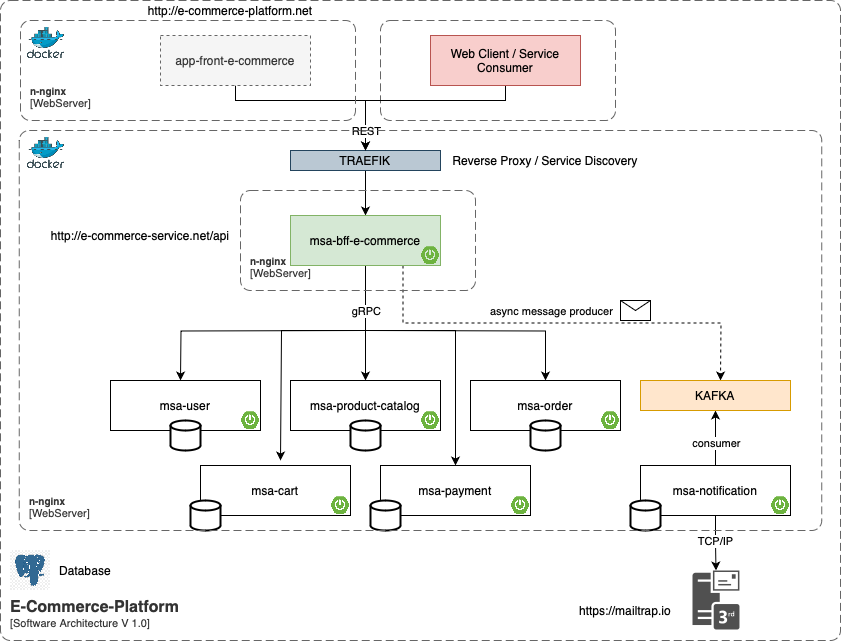 http://e-commerce-platform.net
docker
app-front-e-commerce
Web Client / Service
Consumer
n-nginx
[WebServer]
REST
docker
TRAEFIK
Reverse Proxy / Service Discovery
http://e-commerce-service.net/api
msa-bff-e-commerce
n-nginx
[WebServer]
gRPC
async message producer
msa-user
msa-product-catalog
msa-order
KAFKA
consumer
msa-cart
msa-payment
msa-notification
n-nginx
[WebServer]
TCP/IP
Database
E-Commerce-Platform
[Software Architecture V 1.0]
https://mailtrap.io
3rd